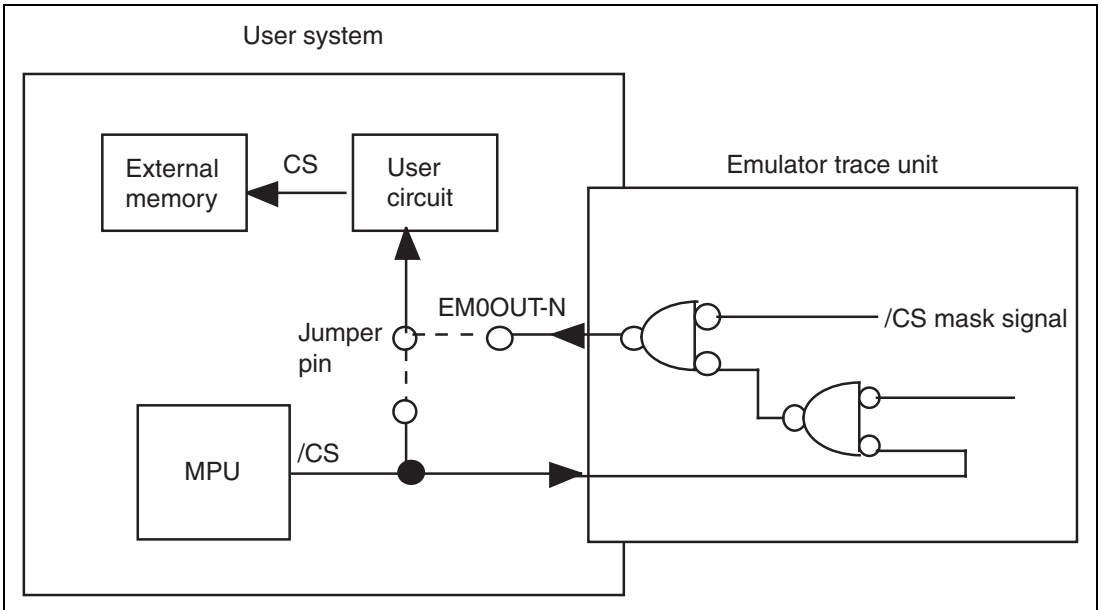 User system
External
memory
CS
User
circuit
Emulator trace unit
EM0OUT-N
/CS mask signal
Jumper
pin
MPU
/CS